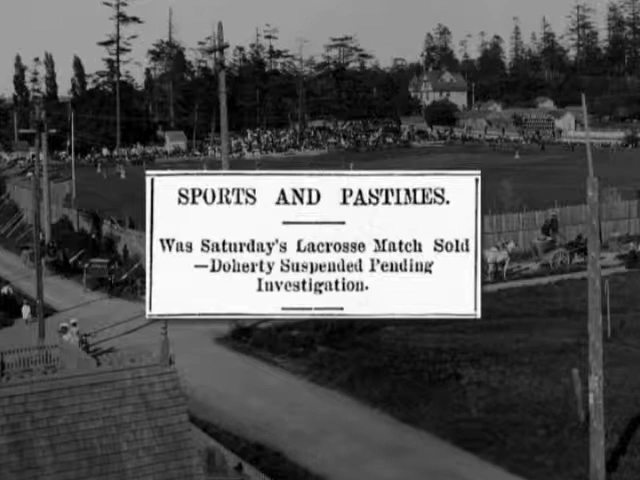 SPORTS AND PASTIMES.
Was Saturday's Lacrosse Match Sold
—Doherty Suspended Pending
Investigation.